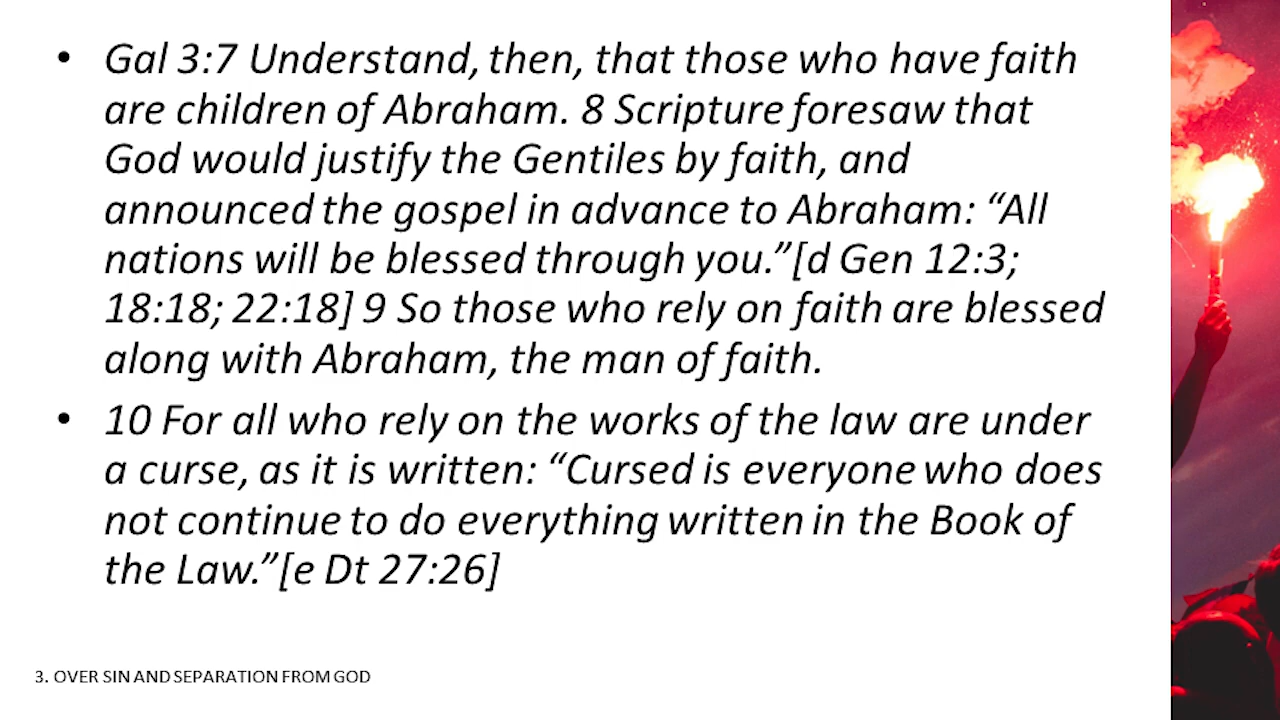 • Gal 3:7 Understand, then, that those who have faith
are children of Abraham. 8 Scripture foresaw that
God would justify the Gentiles by faith, and
announced the gospel in advance to Abraham: “All
nations will be blessed through you.”[d Gen 12:3;
18:18; 22:18] 9 So those who rely on faith are blessed
along with Abraham, the man of faith.
• 10 For all who rely on the works of the law are under
a curse, as it is written: “Cursed is everyone who does
not continue to do everything written in the Book of
the Law.”[e Dt 27:26]
3. OVER SIN AND SEPARATION FROM GOD